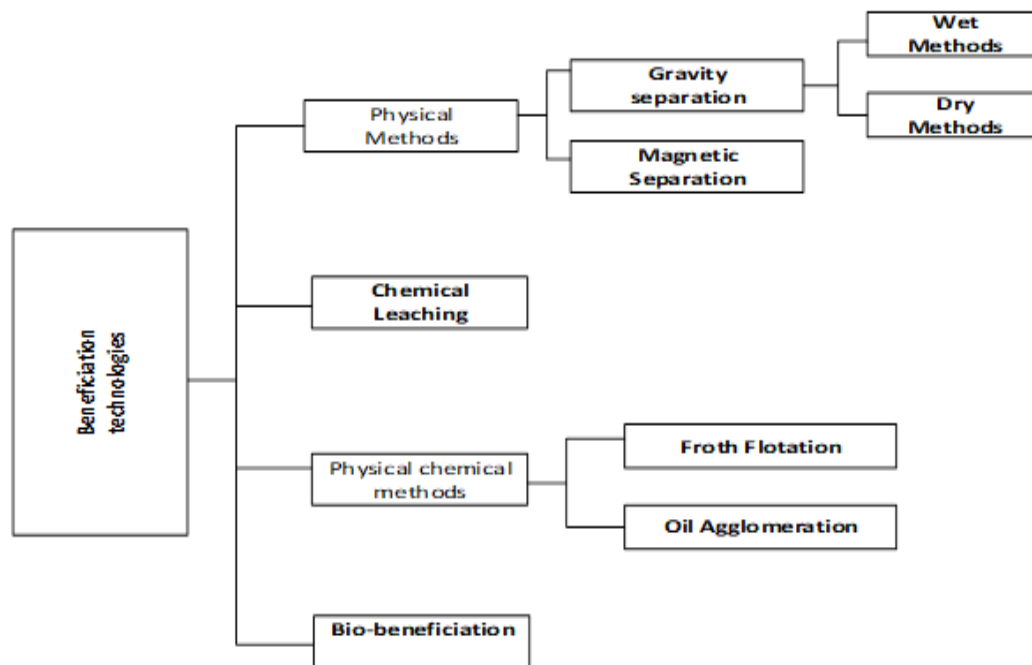 Beneficiation
technologies
Physical
Methods
Gravity
separation
Wet
Methods
Dry
Methods
Magnetic
Separation
Chemical
Leaching
Physical chemical
methods
Froth Flotation
Oil Agglomeration
Bio-beneficiation